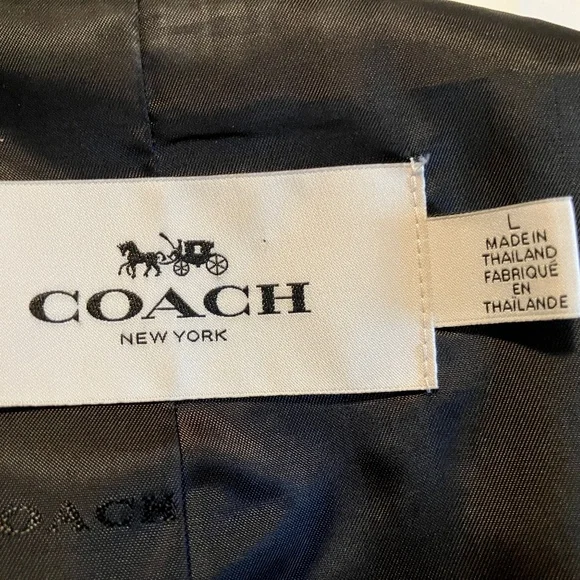 COACH
NEW YORK
L
MADE IN
THAILAND
FABRIQUÉ
EN
THAÏLANDE
COACH